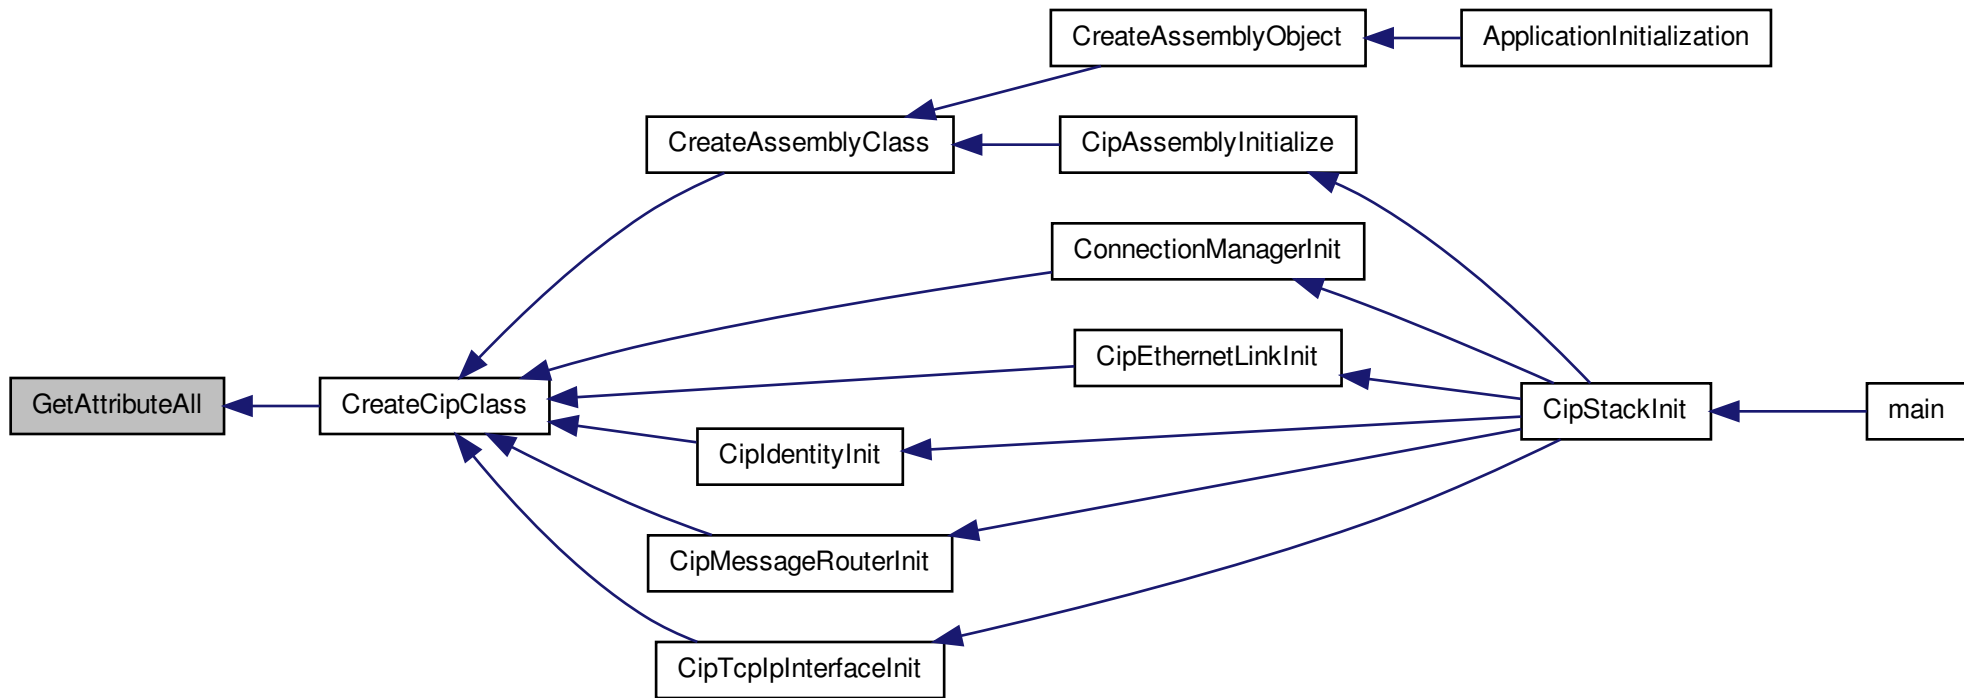 CreateAssemblyObject
ApplicationInitialization
CreateAssemblyClass
CipAssemblyInitialize
ConnectionManagerInit
CipEthernetLinkInit
GetAttributeAll
CreateCipClass
CipStackInit
main
CipIdentityInit
CipMessageRouterInit
CipTcpIpInterfaceInit